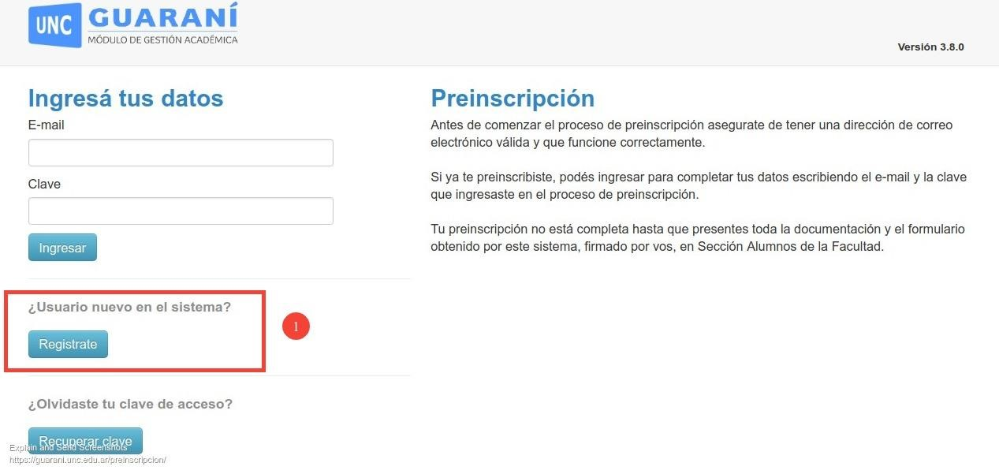 UNC GUARANÍ
MÓDULO DE GESTIÓN ACADÉMICA
Versión 3.8.0
Ingresá tus datos
E-mail
Clave
Ingresar
¿Usuario nuevo en el sistema?
Registrate
1
¿Olvidaste tu clave de acceso?
Recuperar clave
Explain and Send Screenshots
https://guarani.unc.edu.ar/preinscripcion/
Preinscripción
Antes de comenzar el proceso de preinscripción asegurate de tener una dirección de correo
electrónico válida y que funcione correctamente.
Si ya te preinscribiste, podés ingresar para completar tus datos escribiendo el e-mail y la clave
que ingresaste en el proceso de preinscripción.
Tu preinscripción no está completa hasta que presentes toda la documentación y el formulario
obtenido por este sistema, firmado por vos, en Sección Alumnos de la Facultad.